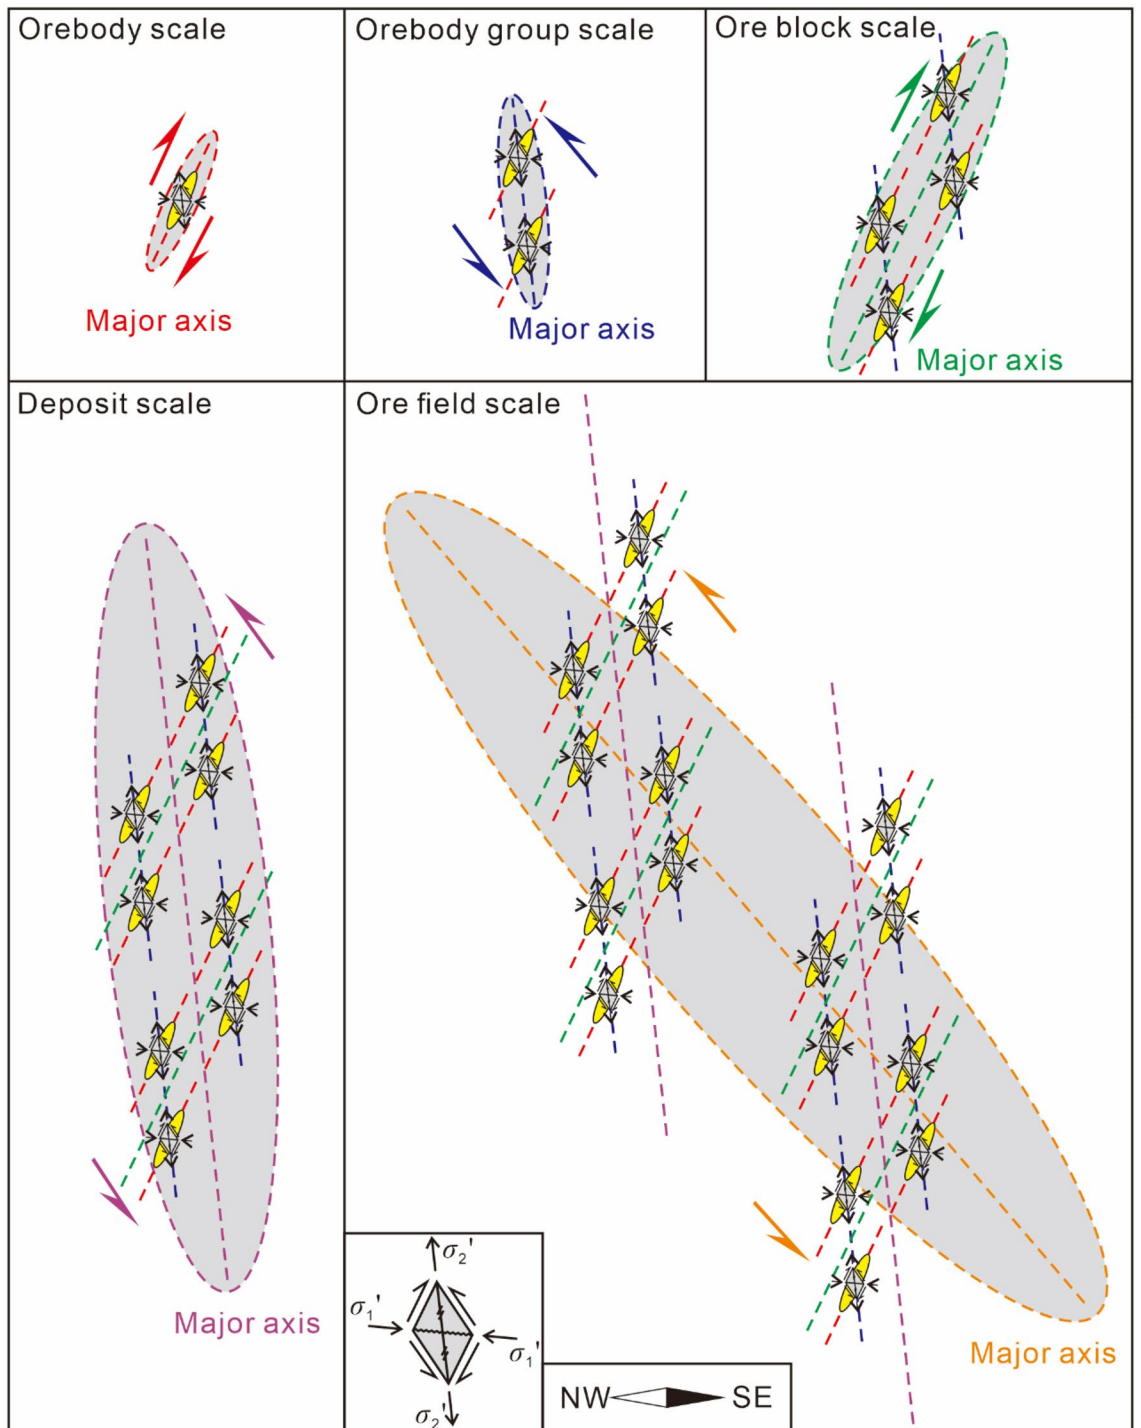 Orebody scale
Major axis
Orebody group scale
Major axis
Ore block scale
Major axis
Deposit scale
Major axis
Ore field scale
Major axis
σ₂'
σ₁'
σ₁'
σ₂'
NW SE